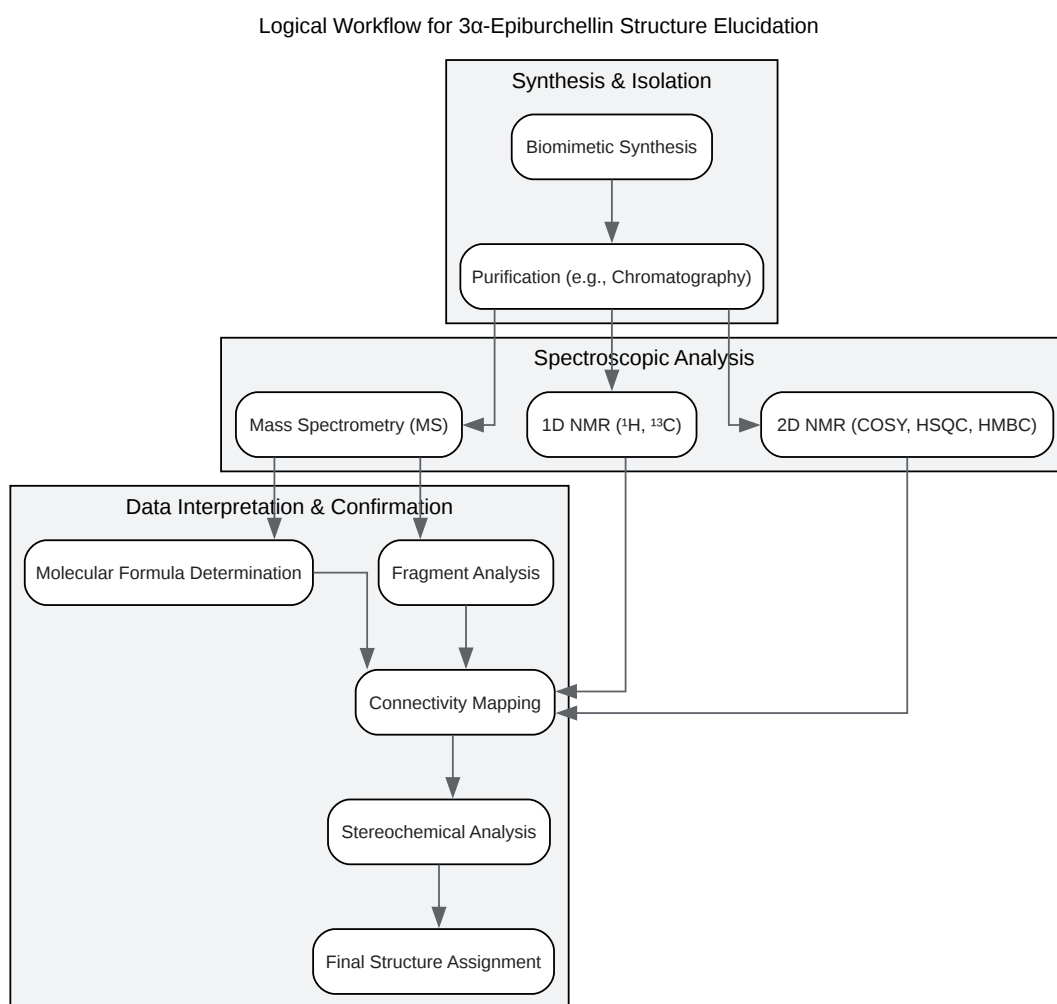 Logical Workflow for 3α-Epiburchellin Structure Elucidation
Synthesis & Isolation
Biomimetic Synthesis
Purification (e.g., Chromatography)
Spectroscopic Analysis
Mass Spectrometry (MS)
1D NMR (¹H, ¹³C)
2D NMR (COSY, HSQC, HMBC)
Data Interpretation & Confirmation
Molecular Formula Determination
Fragment Analysis
Connectivity Mapping
Stereochemical Analysis
Final Structure Assignment